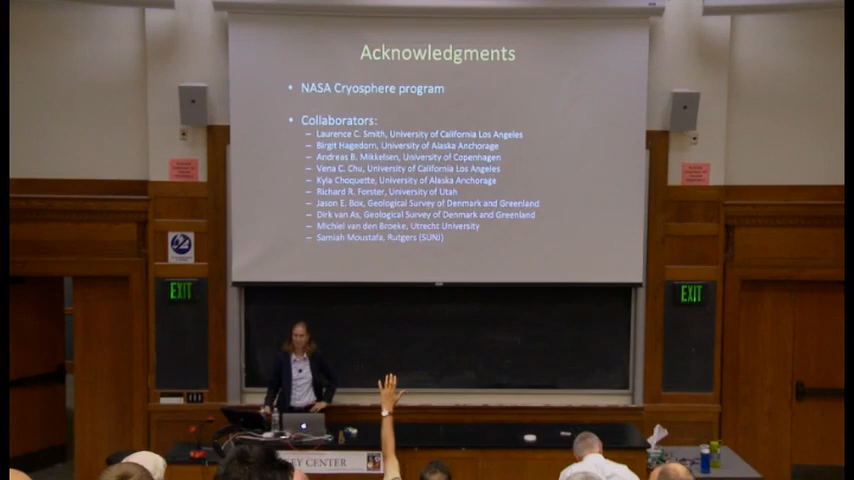 Acknowledgments
• NASA Cryosphere program
• Collaborators:
– Laurence C. Smith, University of California Los Angeles
– Birgit Hagedorn, University of Alaska Anchorage
– Andreas B. Mikkelsen, University of Copenhagen
– Vena C. Chu, University of California Los Angeles
– Kyla Choquette, University of Alaska Anchorage
– Richard R. Forster, University of Utah
– Jason E. Box, Geological Survey of Denmark and Greenland
– Dirk van As, Geological Survey of Denmark and Greenland
– Michiel van den Broeke, Utrecht University
– Samiah Moustafa, Rutgers (SUNJ)
EXIT
EXIT
CENTER